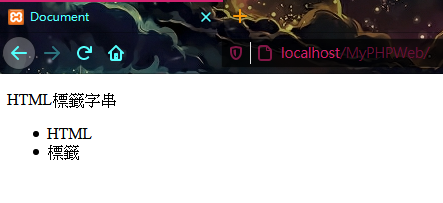 Document
localhost/MyPHPWeb/
HTML標籤字串
HTML
標籤